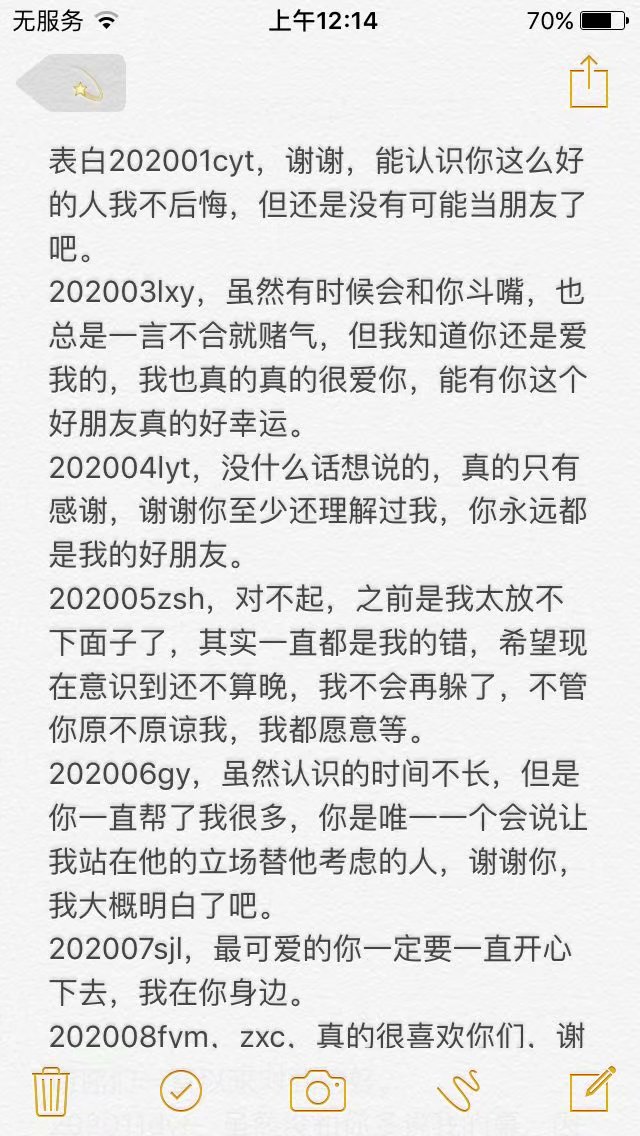 无服务 上午12:14 70%
表白202001cyt，谢谢，能认识你这么好
的人我不后悔，但还是没有可能当朋友了
吧。
202003lxy，虽然有时候会和你斗嘴，也
总是一言不合就赌气，但我知道你还是爱
我的，我也真的真的很爱你，能有你这个
好朋友真的好幸运。
202004lyt，没什么话想说的，真的只有
感谢，谢谢你至少还理解过我，你永远都
是我的好朋友。
202005zsh，对不起，之前是我太放不
下面子了，其实一直都是我的错，希望现
在意识到还不算晚，我不会再躲了，不管
你原不原谅我，我都愿意等。
202006gy，虽然认识的时间不长，但是
你一直帮了我很多，你是唯一一个会说让
我站在他的立场替他考虑的人，谢谢你，
我大概明白了吧。
202007sjl，最可爱的你一定要一直开心
下去，我在你身边。
202008fym，zxc，真的很喜欢你们，谢